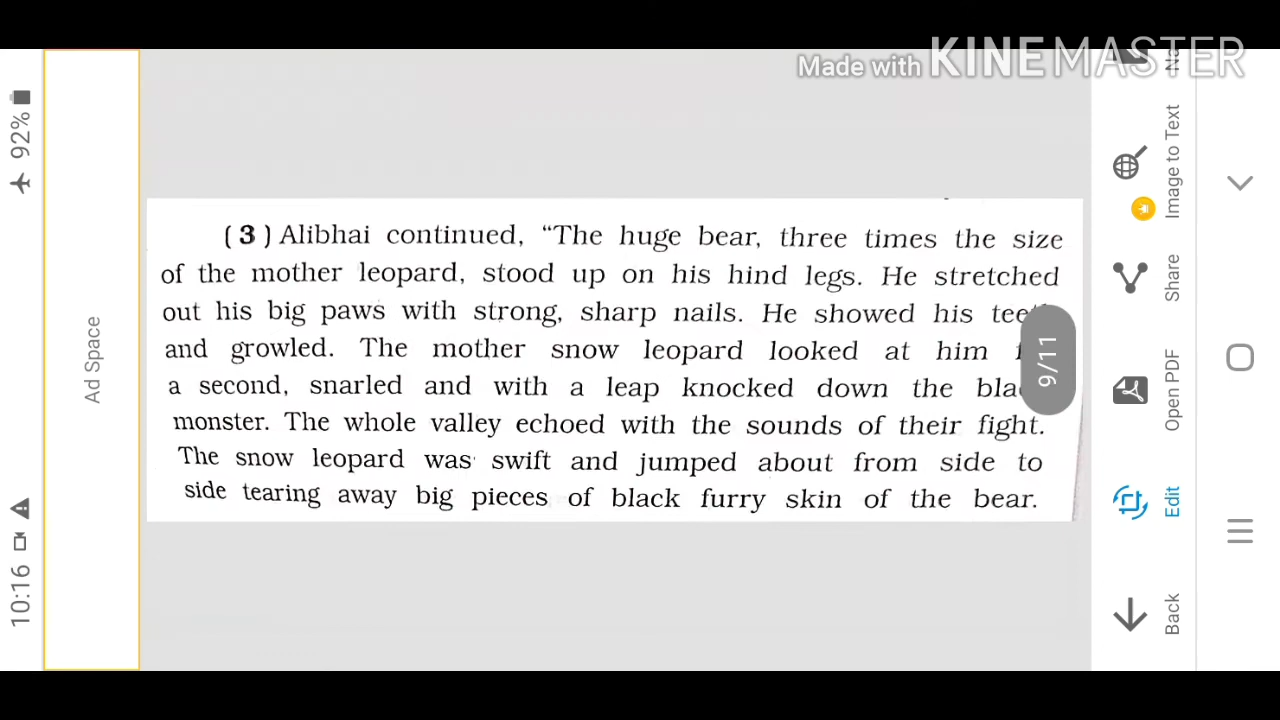 Made with KINEMASTER
92%
10:16
Ad Space
( 3 ) Alibhai continued, “The huge bear, three times the size
of the mother leopard, stood up on his hind legs. He stretched
out his big paws with strong, sharp nails. He showed his
and growled. The mother snow leopard looked at him
a second, snarled and with a leap knocked down the
monster. The whole valley echoed with the sounds of their fight.
The snow leopard was swift and jumped about from side to
side tearing away big pieces of black furry skin of the bear.
9/11
Image to Text
Share
Open PDF
Edit
Back